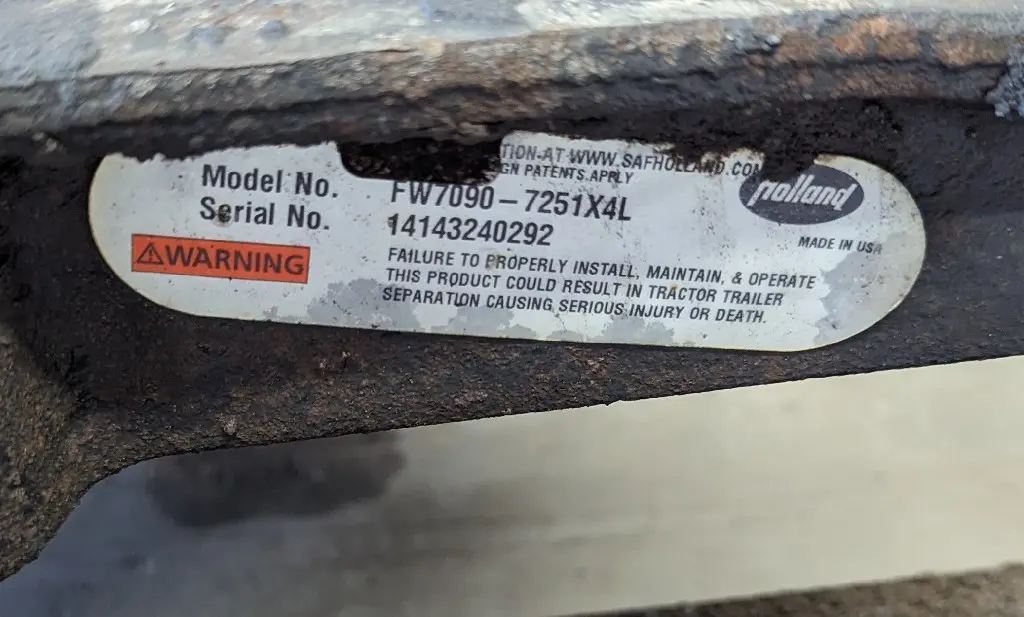 TION AT WWW.SAFHOLLAND.COM
GN PATENTS APPLY
Model No. FW7090-7251X4L
Serial No. 14143240292
holland
MADE IN USA
⚠WARNING
FAILURE TO PROPERLY INSTALL, MAINTAIN, & OPERATE
THIS PRODUCT COULD RESULT IN TRACTOR TRAILER
SEPARATION CAUSING SERIOUS INJURY OR DEATH.